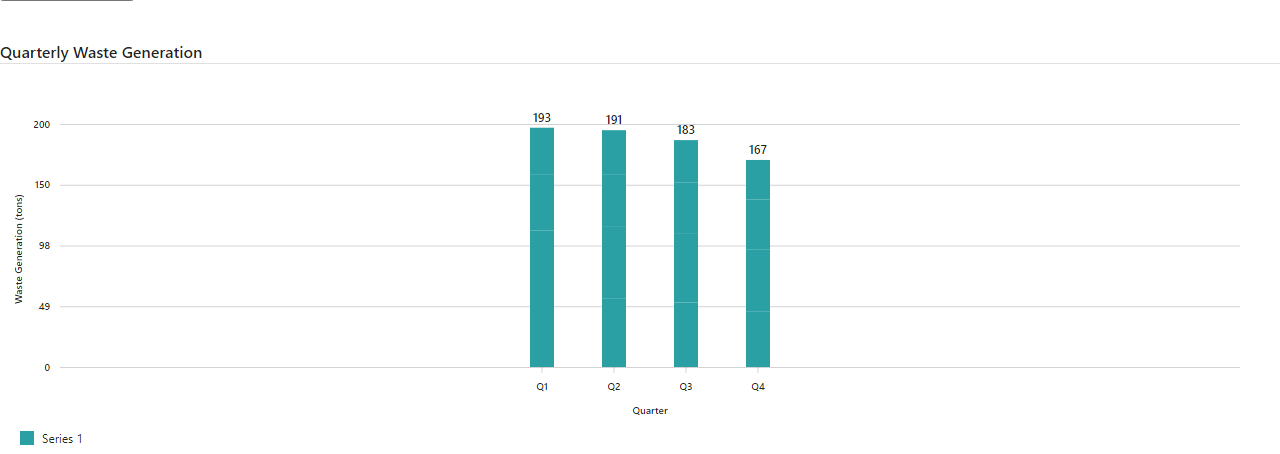 Quarterly Waste Generation
193
191
183
167
200
150
98
49
0
Waste Generation (tons)
Q1
Q2
Q3
Q4
Quarter
Series 1